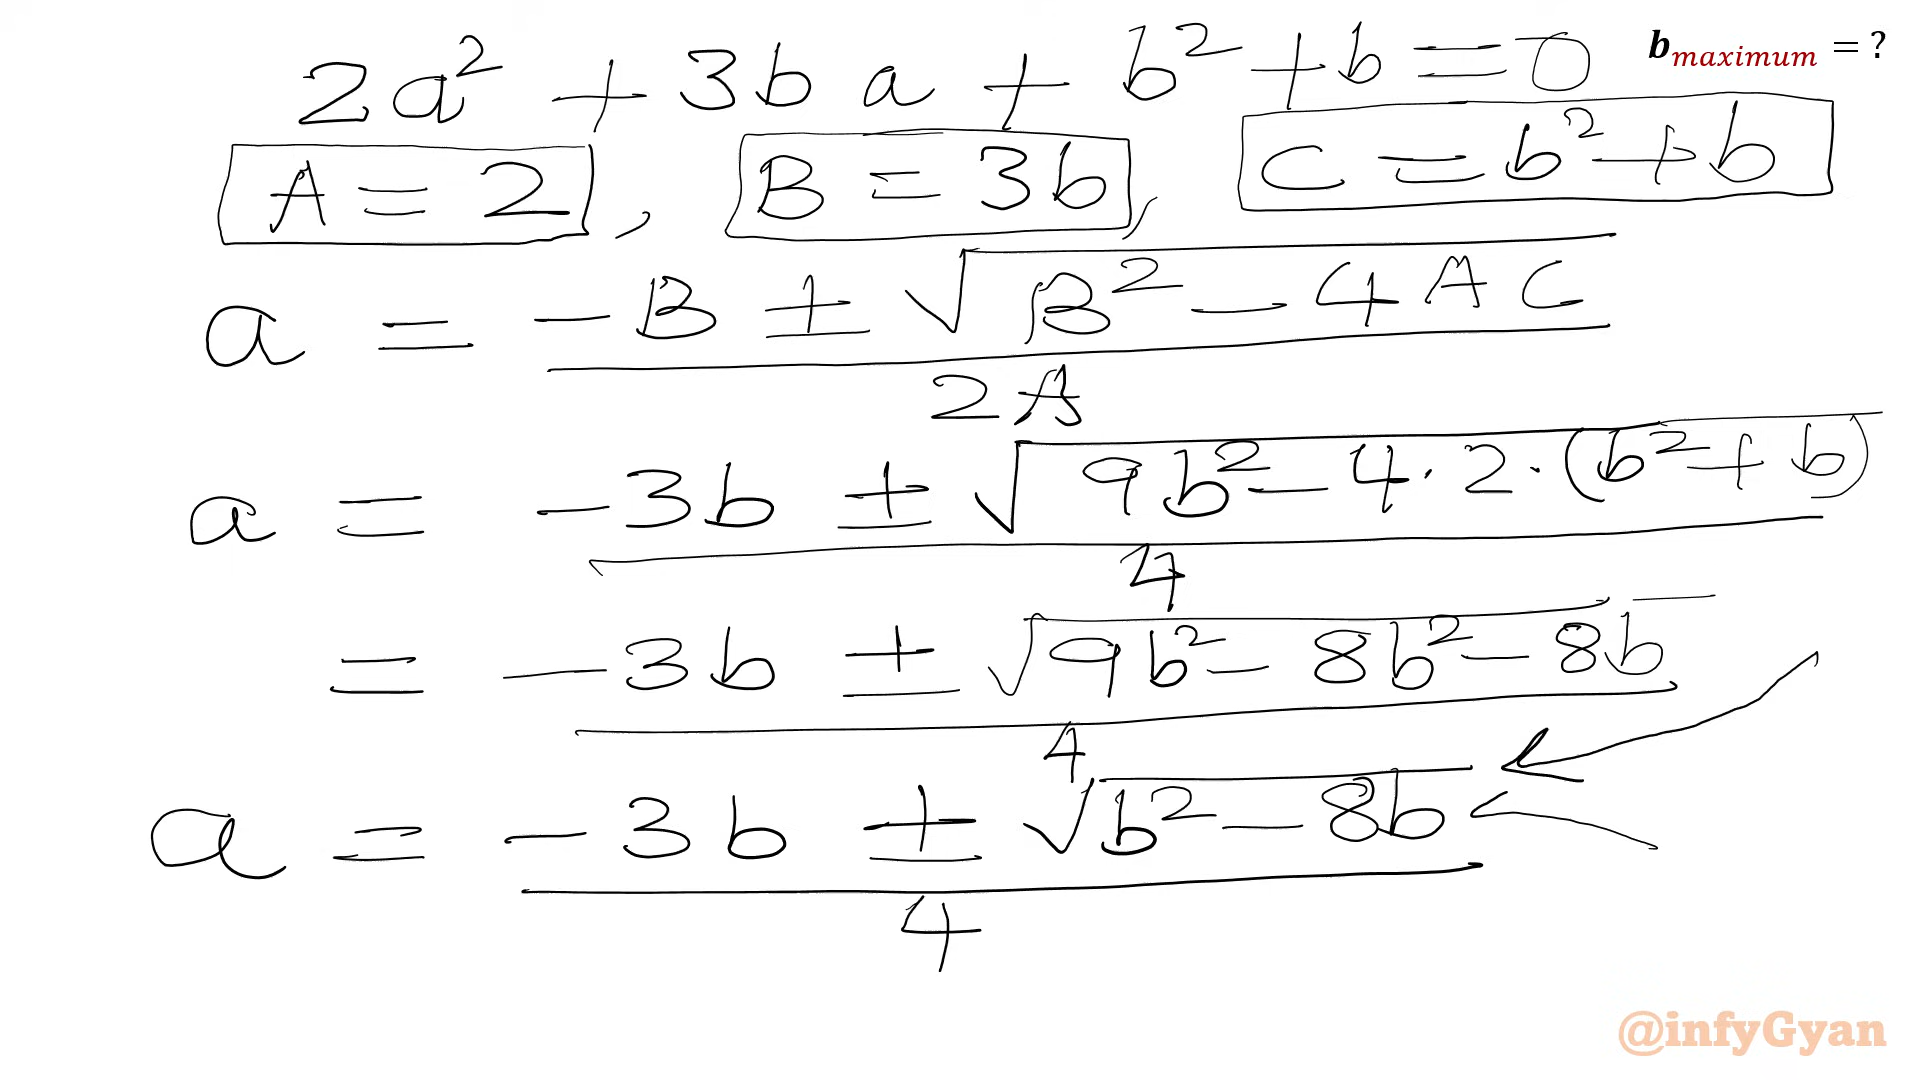 2a² + 3b a + b² + b = 0
b maximum = ?
A = 2 , B = 3b , C = b² + b
a = -B ± √(B² - 4AC) / 2A
a = -3b ± √(9b² - 4·2·(b² + b)) / 4
= -3b ± √(9b² - 8b² - 8b) / 4
a = -3b ± √(b² - 8b) / 4
@infyGyan